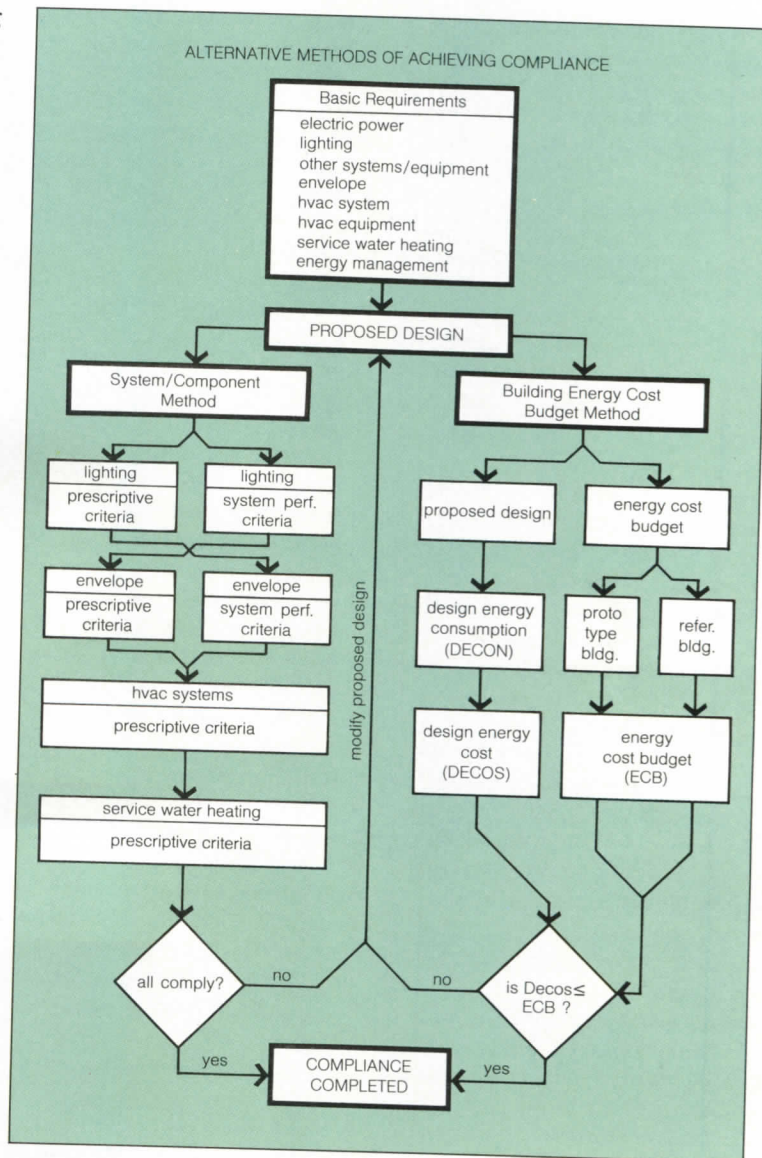 ALTERNATIVE METHODS OF ACHIEVING COMPLIANCE
Basic Requirements
electric power
lighting
other systems/equipment
envelope
hvac system
hvac equipment
service water heating
energy management
PROPOSED DESIGN
System/Component
Method
lighting
prescriptive
criteria
lighting
system perf.
criteria
envelope
prescriptive
criteria
envelope
system perf.
criteria
hvac systems
prescriptive criteria
service water heating
prescriptive criteria
all comply?
no
yes
modify proposed design
Building Energy Cost
Budget Method
proposed design
energy cost
budget
design energy
consumption
(DECON)
proto
type
bldg.
refer.
bldg.
design energy
cost
(DECOS)
energy
cost budget
(ECB)
is Decos≤
ECB ?
no
yes
COMPLIANCE
COMPLETED